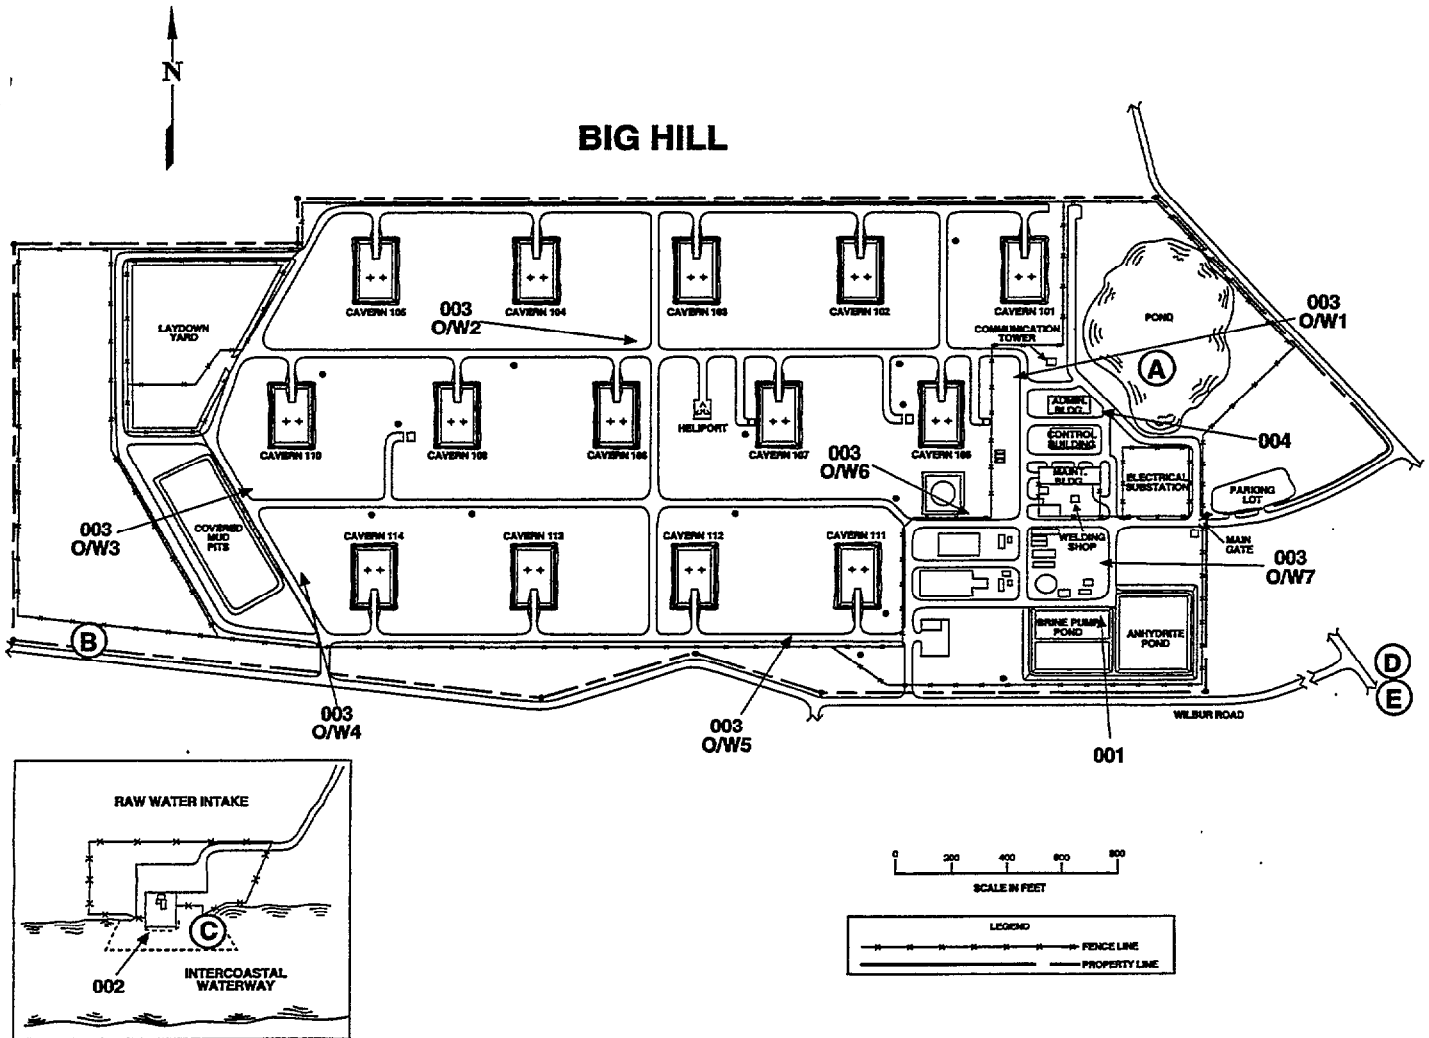 N
BIG HILL
CAVERN 105
CAVERN 104
CAVERN 103
CAVERN 102
CAVERN 101
003
O/W2
003
O/W1
LAYDOWN
YARD
COMMUNICATION
TOWER
POND
A
ADMIN.
BLDG.
HELIPORT
CONTROL
BUILDING
004
CAVERN 110
CAVERN 108
CAVERN 107
003
O/W6
MAINT.
BLDG.
ELECTRICAL
SUBSTATION
PARKING
LOT
003
O/W3
COVERED
MUD
PITS
CAVERN 114
CAVERN 113
CAVERN 112
CAVERN 111
WELDING
SHOP
MAIN
GATE
003
O/W7
B
BRINE PUMP
POND
ANHYDRITE
POND
D
E
003
O/W4
003
O/W5
WILBUR ROAD
001
RAW WATER INTAKE
C
002
INTERCOASTAL
WATERWAY
0 200 400 600 800
SCALE IN FEET
LEGEND
FENCE LINE
PROPERTY LINE